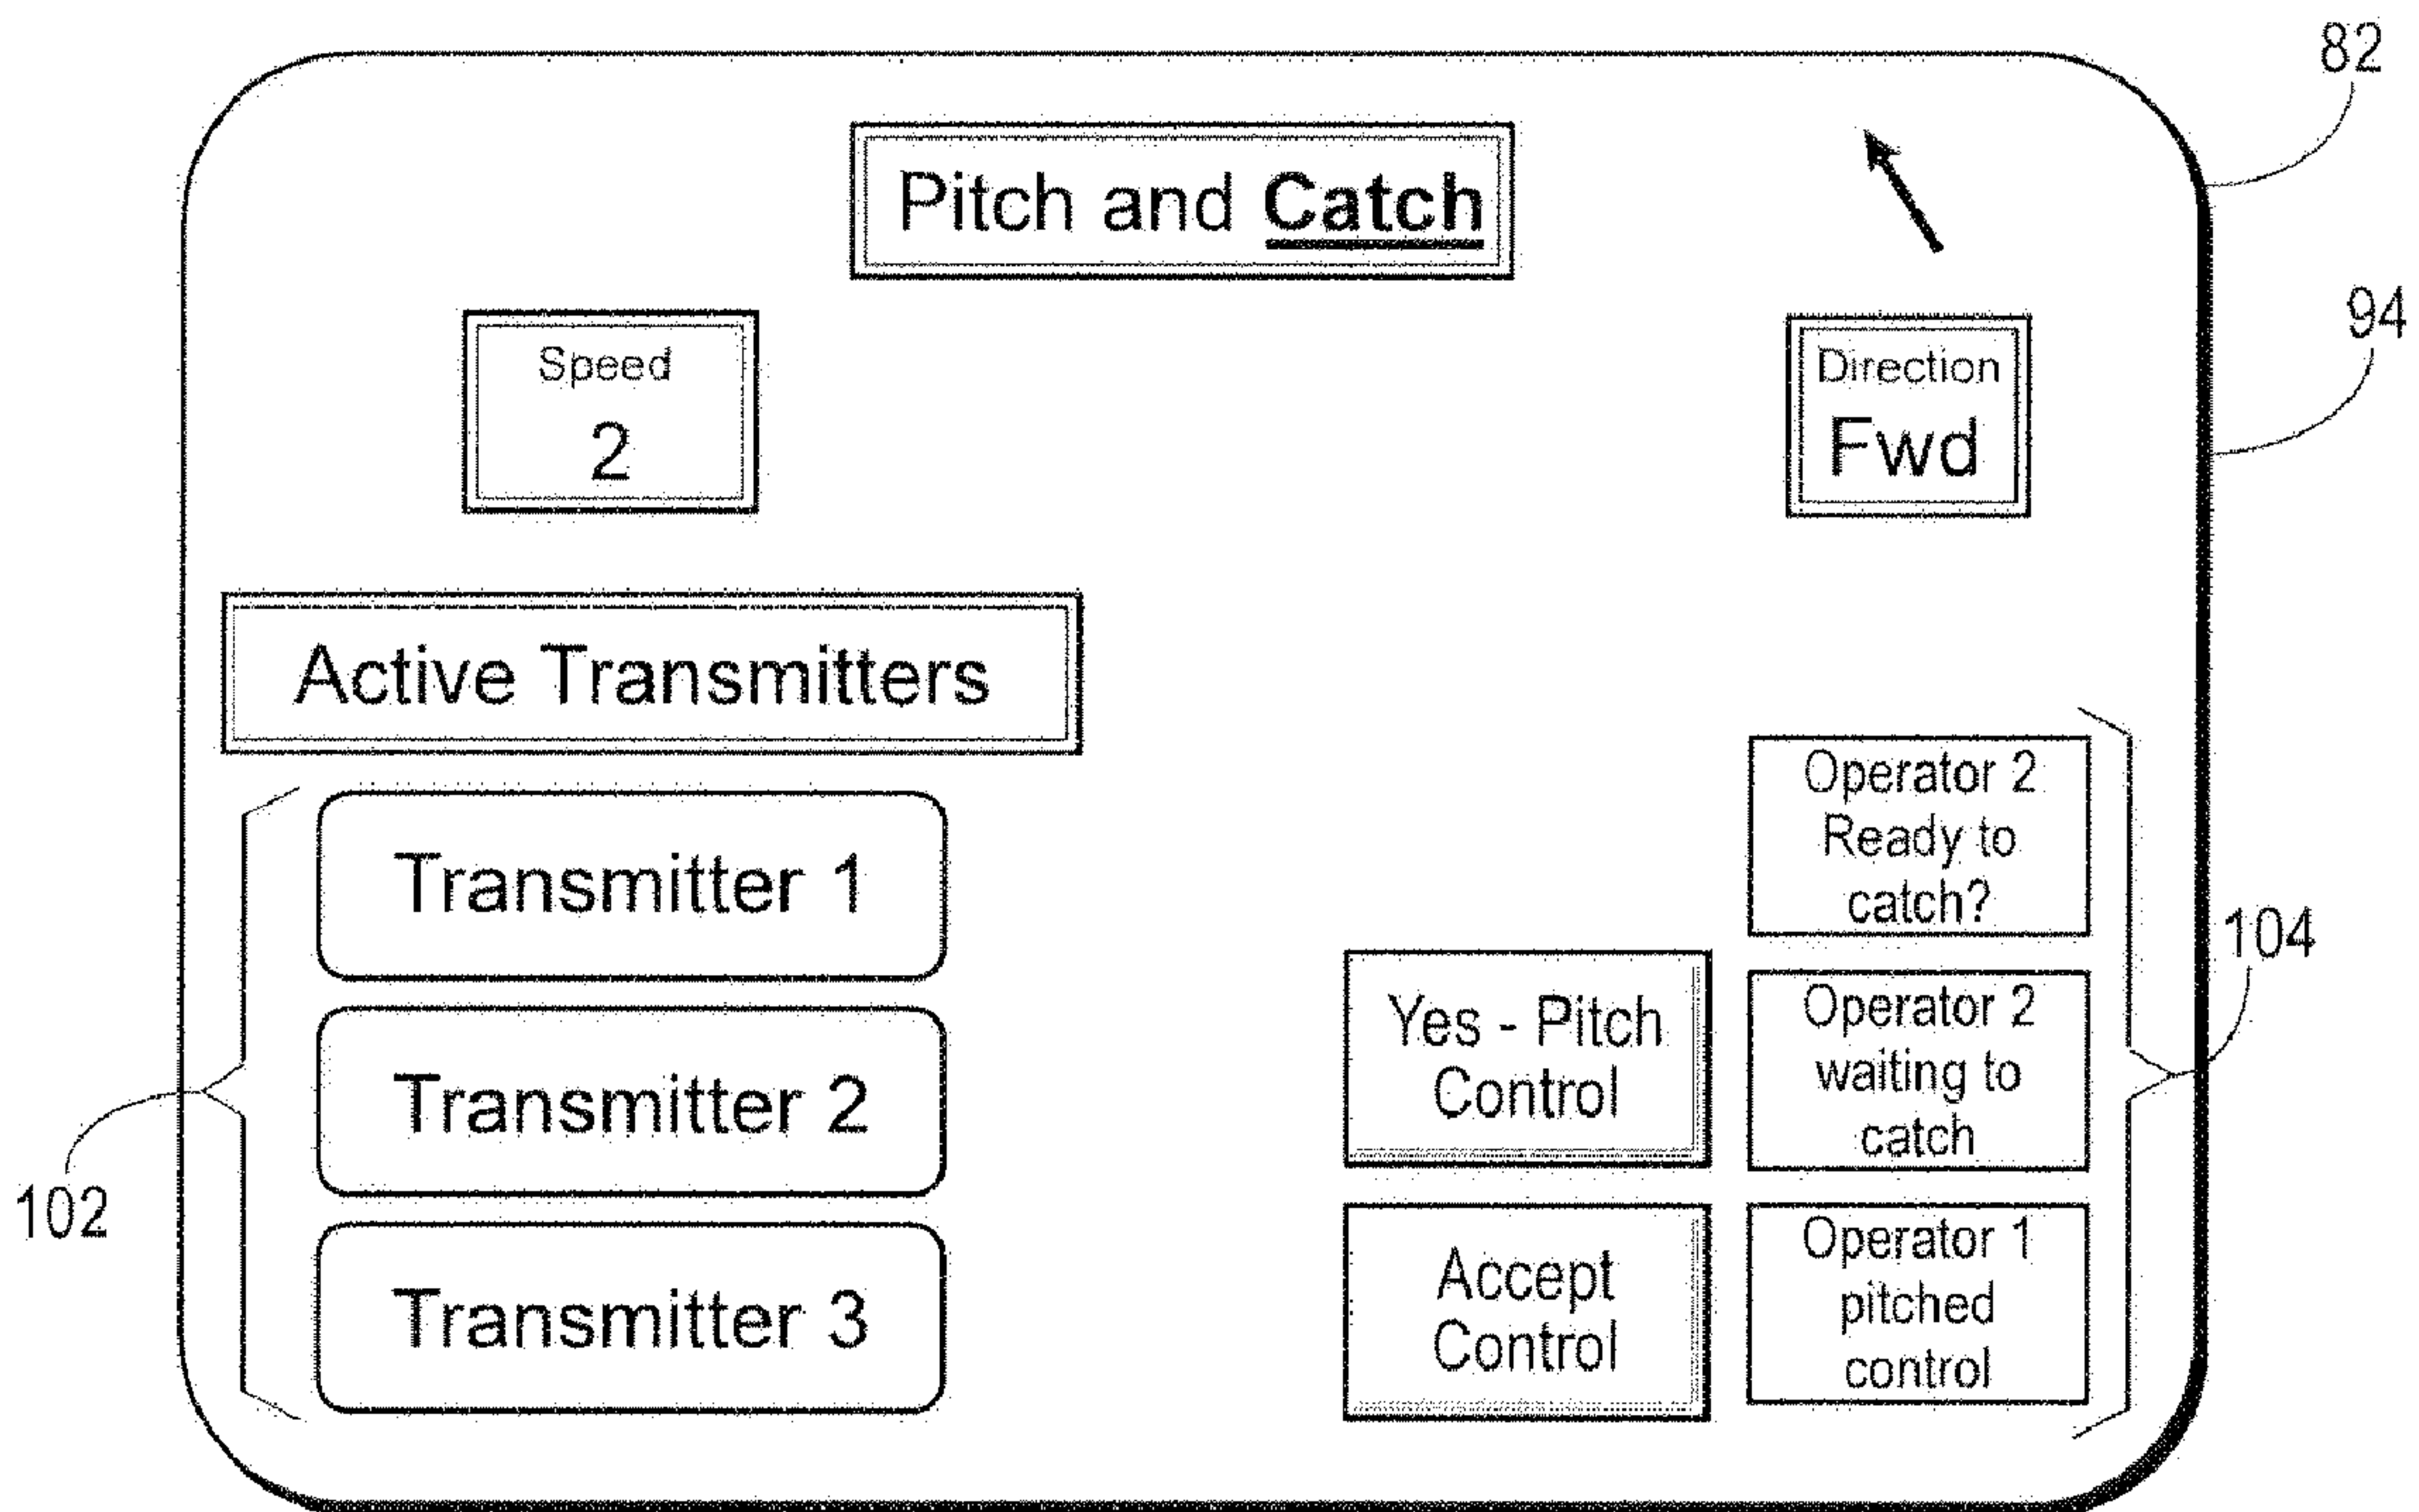 82
Pitch and Catch
94
Speed
2
Direction
Fwd
Active Transmitters
Transmitter 1
Transmitter 2
Transmitter 3
102
Yes - Pitch
Control
Accept
Control
Operator 2
Ready to
catch?
Operator 2
waiting to
catch
Operator 1
pitched
control
104